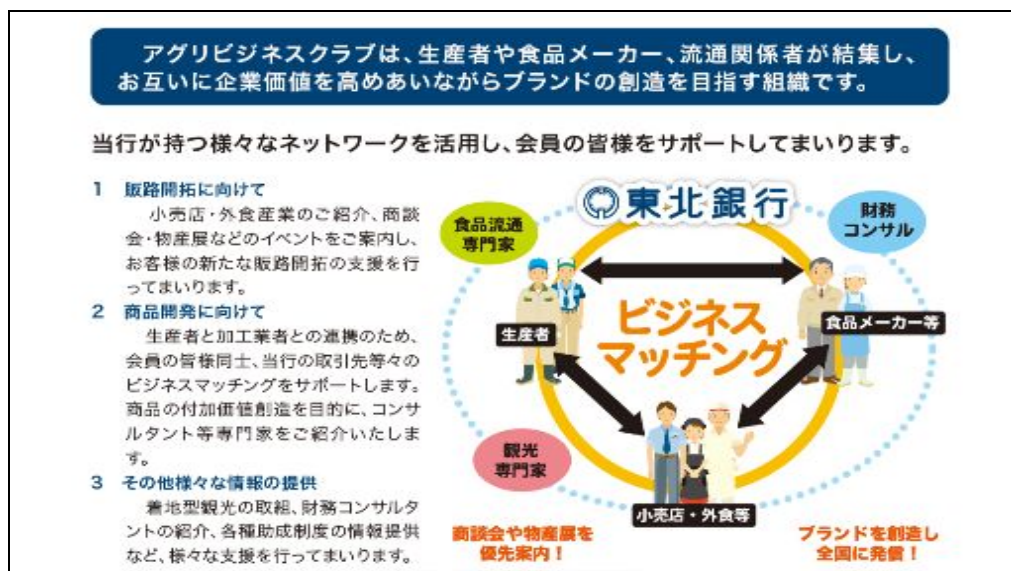 アグリビジネスクラブは、生産者や食品メーカー、流通関係者が結集し、
お互いに企業価値を高めあいながらブランドの創造を目指す組織です。
当行が持つ様々なネットワークを活用し、会員の皆様をサポートしてまいります。
1 販路開拓に向けて
小売店・外食産業のご紹介、商談
会・物産展などのイベントをご案内し、
お客様の新たな販路開拓の支援を行
ってまいります。
2 商品開発に向けて
生産者と加工業者との連携のため、
会員の皆様同士、当行の取引先等々の
ビジネスマッチングをサポートします。
商品の付加価値創造を目的に、コンサ
ルタント等専門家をご紹介いたしま
す。
3 その他様々な情報の提供
着地型観光の取組、財務コンサルタ
ントの紹介、各種助成制度の情報提供
など、様々な支援を行ってまいります。
東北銀行
食品流通
専門家
財務
コンサル
生産者
ビジネス
マッチング
食品メーカー等
観光
専門家
小売店・外食等
商談会や物産展を
優先案内！
ブランドを創造し
全国に発信！